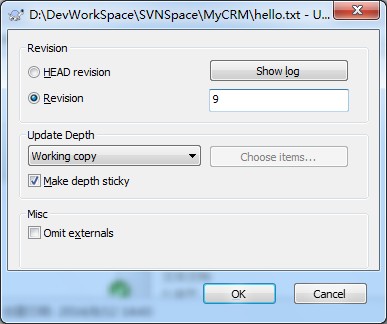 D:\DevWorkSpace\SVNSpace\MyCRM\hello.txt - U...
Revision
HEAD revision
Show log
Revision
9
Update Depth
Working copy
Choose items...
Make depth sticky
Misc
Omit externals
OK
Cancel